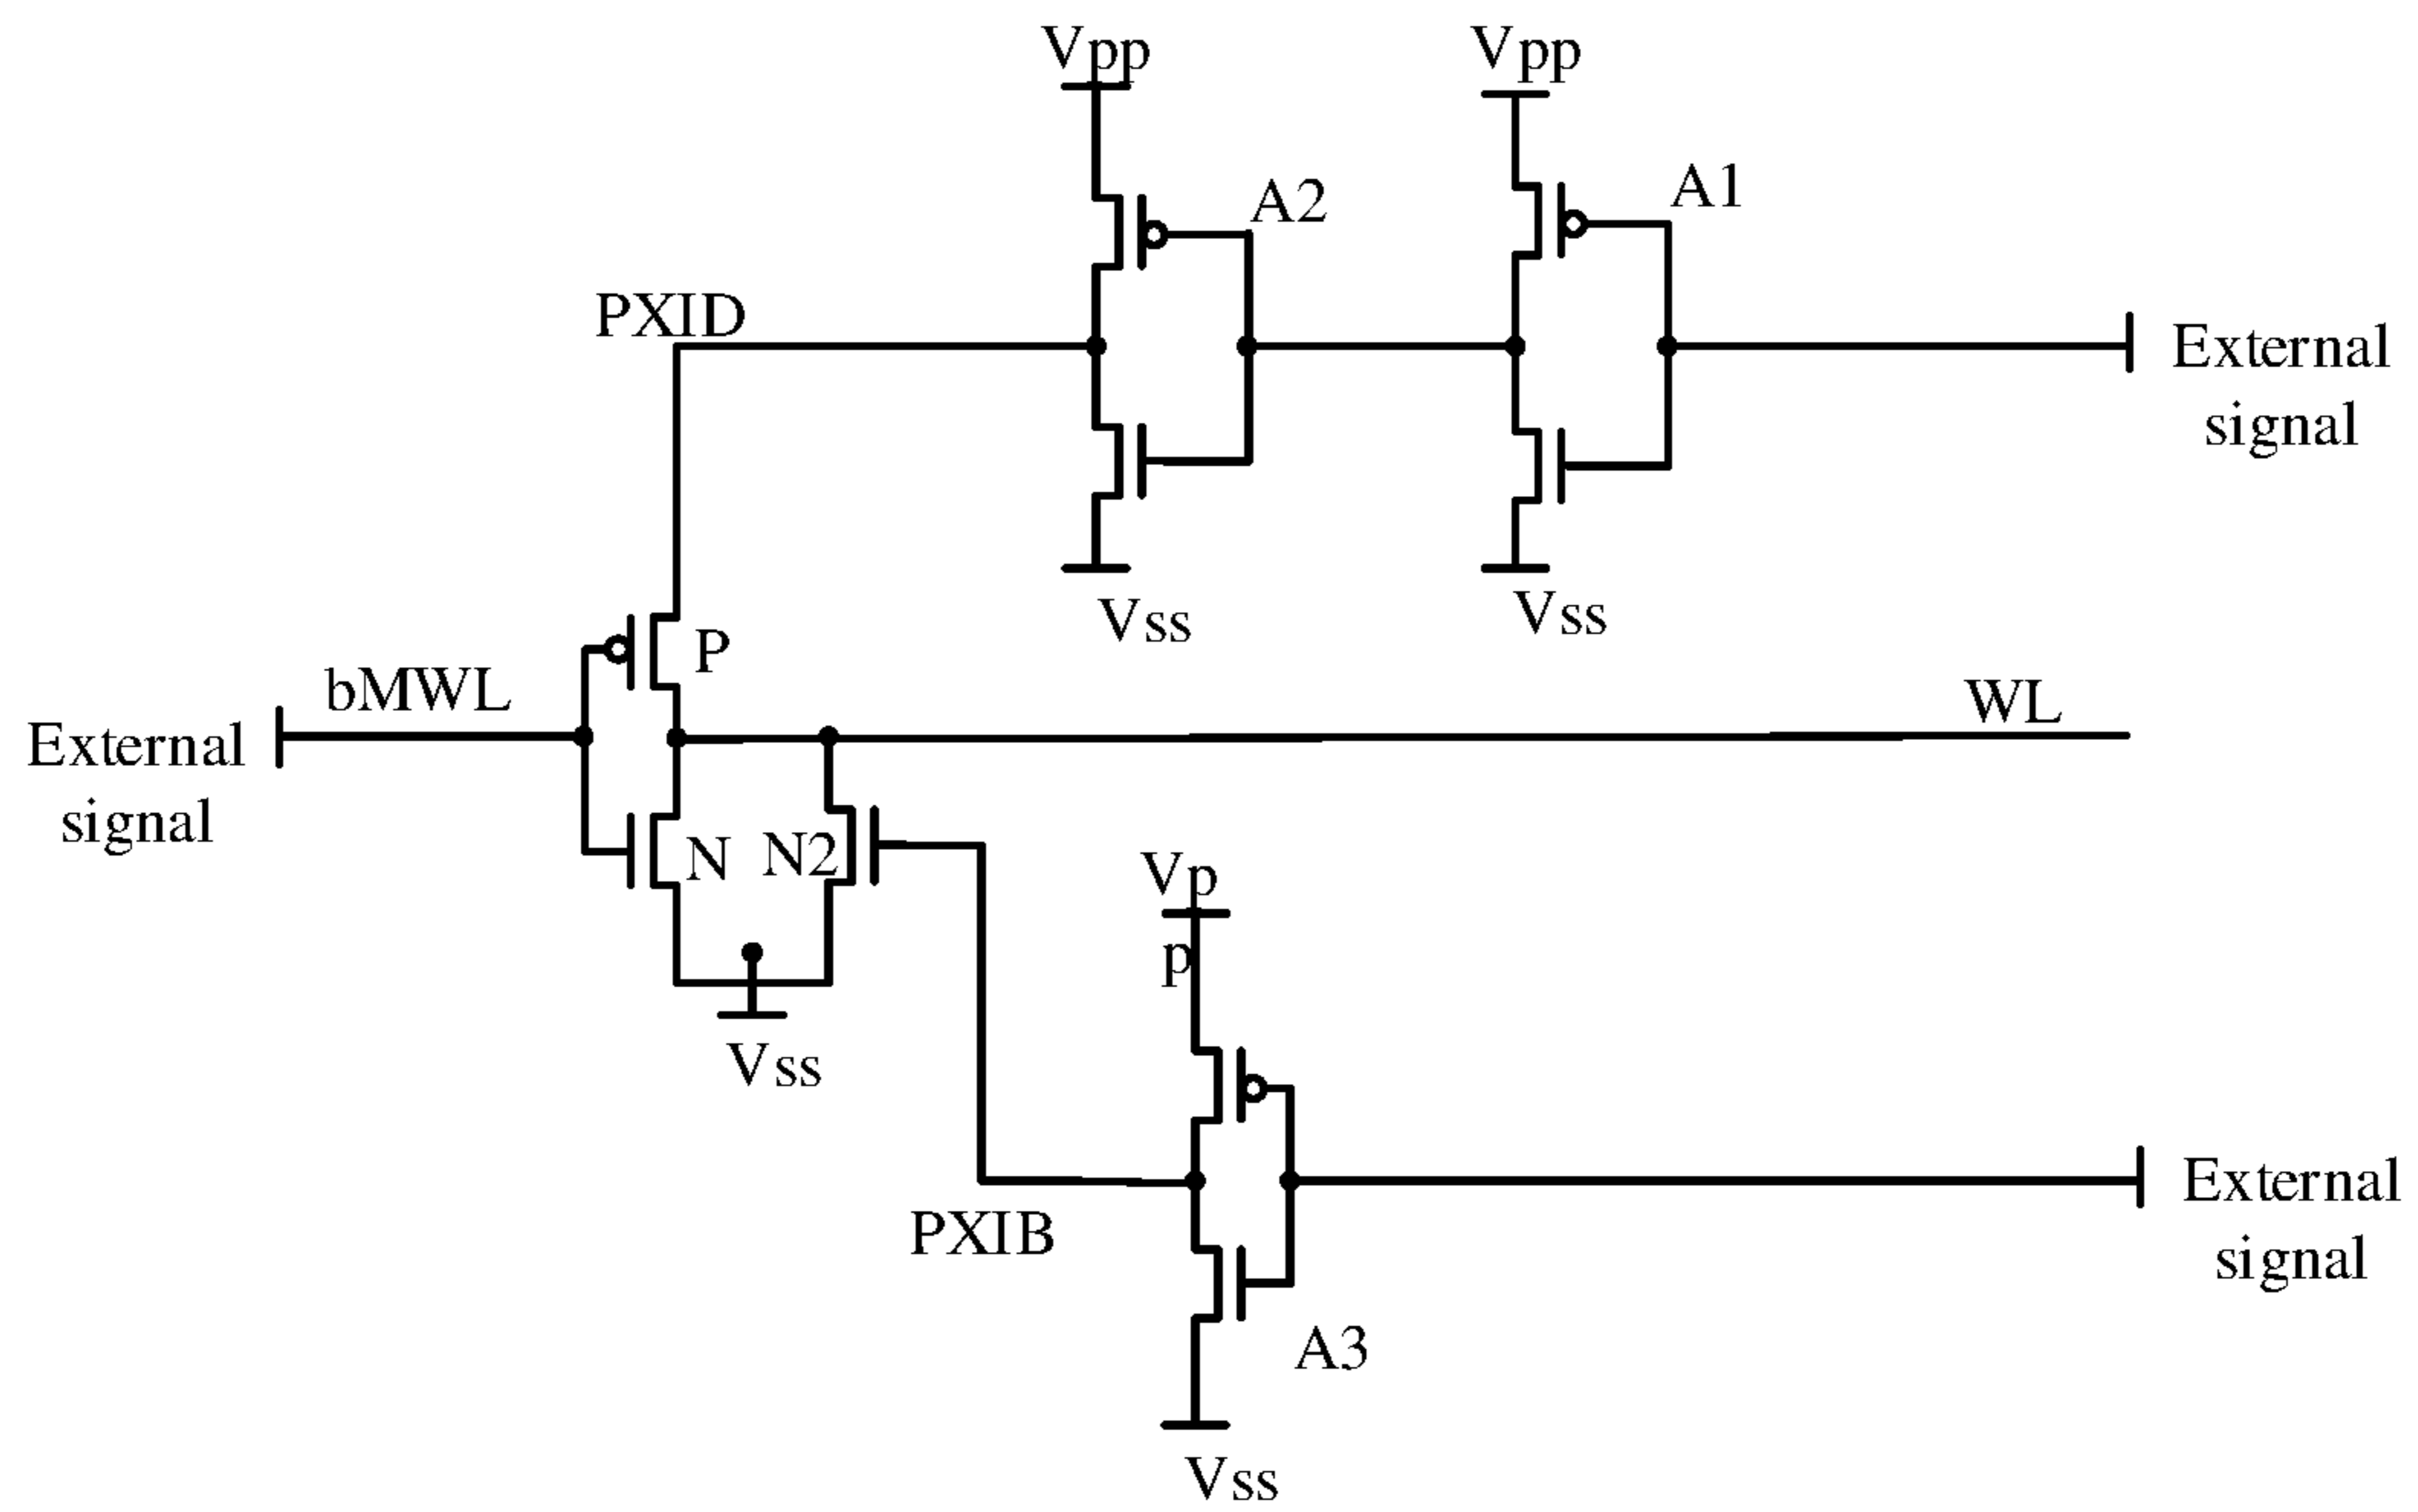 Vpp
Vpp
A2
A1
PXID
External
signal
Vss
Vss
P
bMWL
WL
External
signal
N
N2
Vp
p
Vss
PXIB
External
signal
A3
Vss